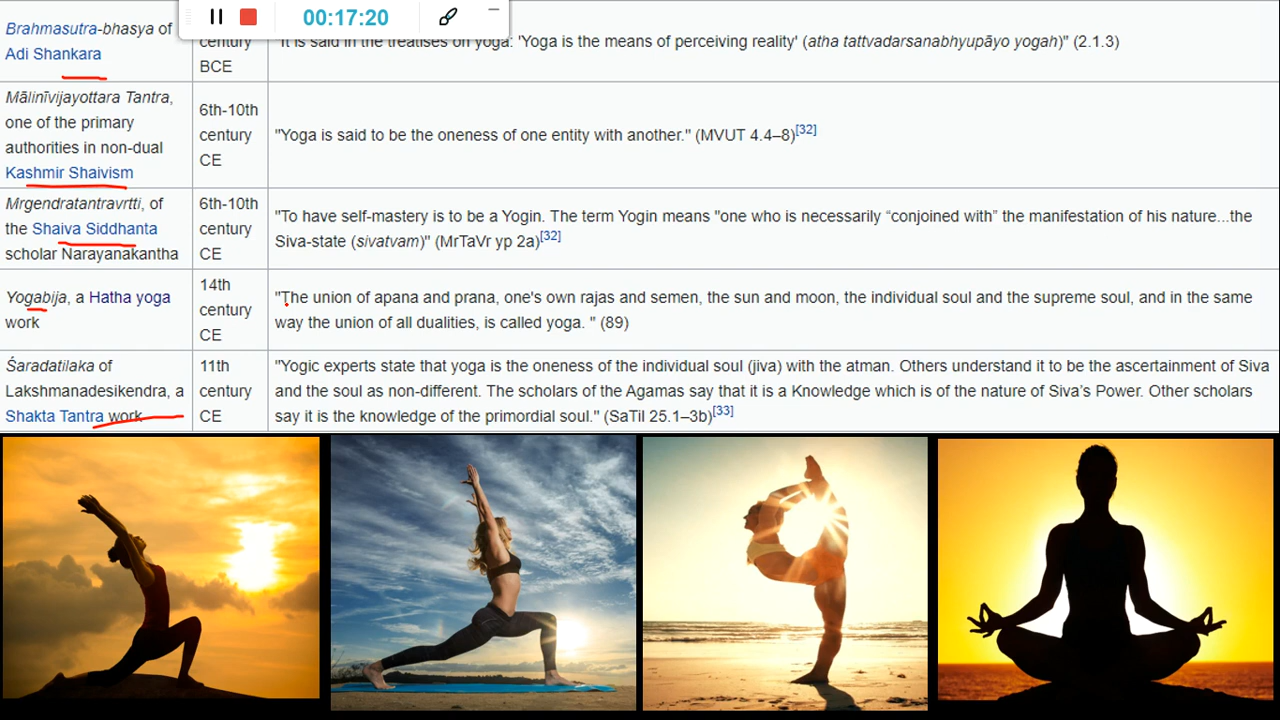 00:17:20
Brahmasutra-bhasya of
Adi Shankara
century
BCE
"It is said in the treatises on yoga: 'Yoga is the means of perceiving reality' (atha tattvadarsanabhyupāyo yogah)" (2.1.3)
Mālinīvijayottara Tantra,
one of the primary
authorities in non-dual
Kashmir Shaivism
6th-10th
century
CE
"Yoga is said to be the oneness of one entity with another." (MVUT 4.4–8)[32]
Mrgendratantravrtti, of
the Shaiva Siddhanta
scholar Narayanakantha
6th-10th
century
CE
"To have self-mastery is to be a Yogin. The term Yogin means "one who is necessarily “conjoined with” the manifestation of his nature...the
Siva-state (sivatvam)" (MrTaVr yp 2a)[32]
Yogabija, a Hatha yoga
work
14th
century
CE
"The union of apana and prana, one's own rajas and semen, the sun and moon, the individual soul and the supreme soul, and in the same
way the union of all dualities, is called yoga. " (89)
Śaradatilaka of
Lakshmanadesikendra, a
Shakta Tantra work
11th
century
CE
"Yogic experts state that yoga is the oneness of the individual soul (jiva) with the atman. Others understand it to be the ascertainment of Siva
and the soul as non-different. The scholars of the Agamas say that it is a Knowledge which is of the nature of Siva’s Power. Other scholars
say it is the knowledge of the primordial soul." (SaTil 25.1–3b)[33]